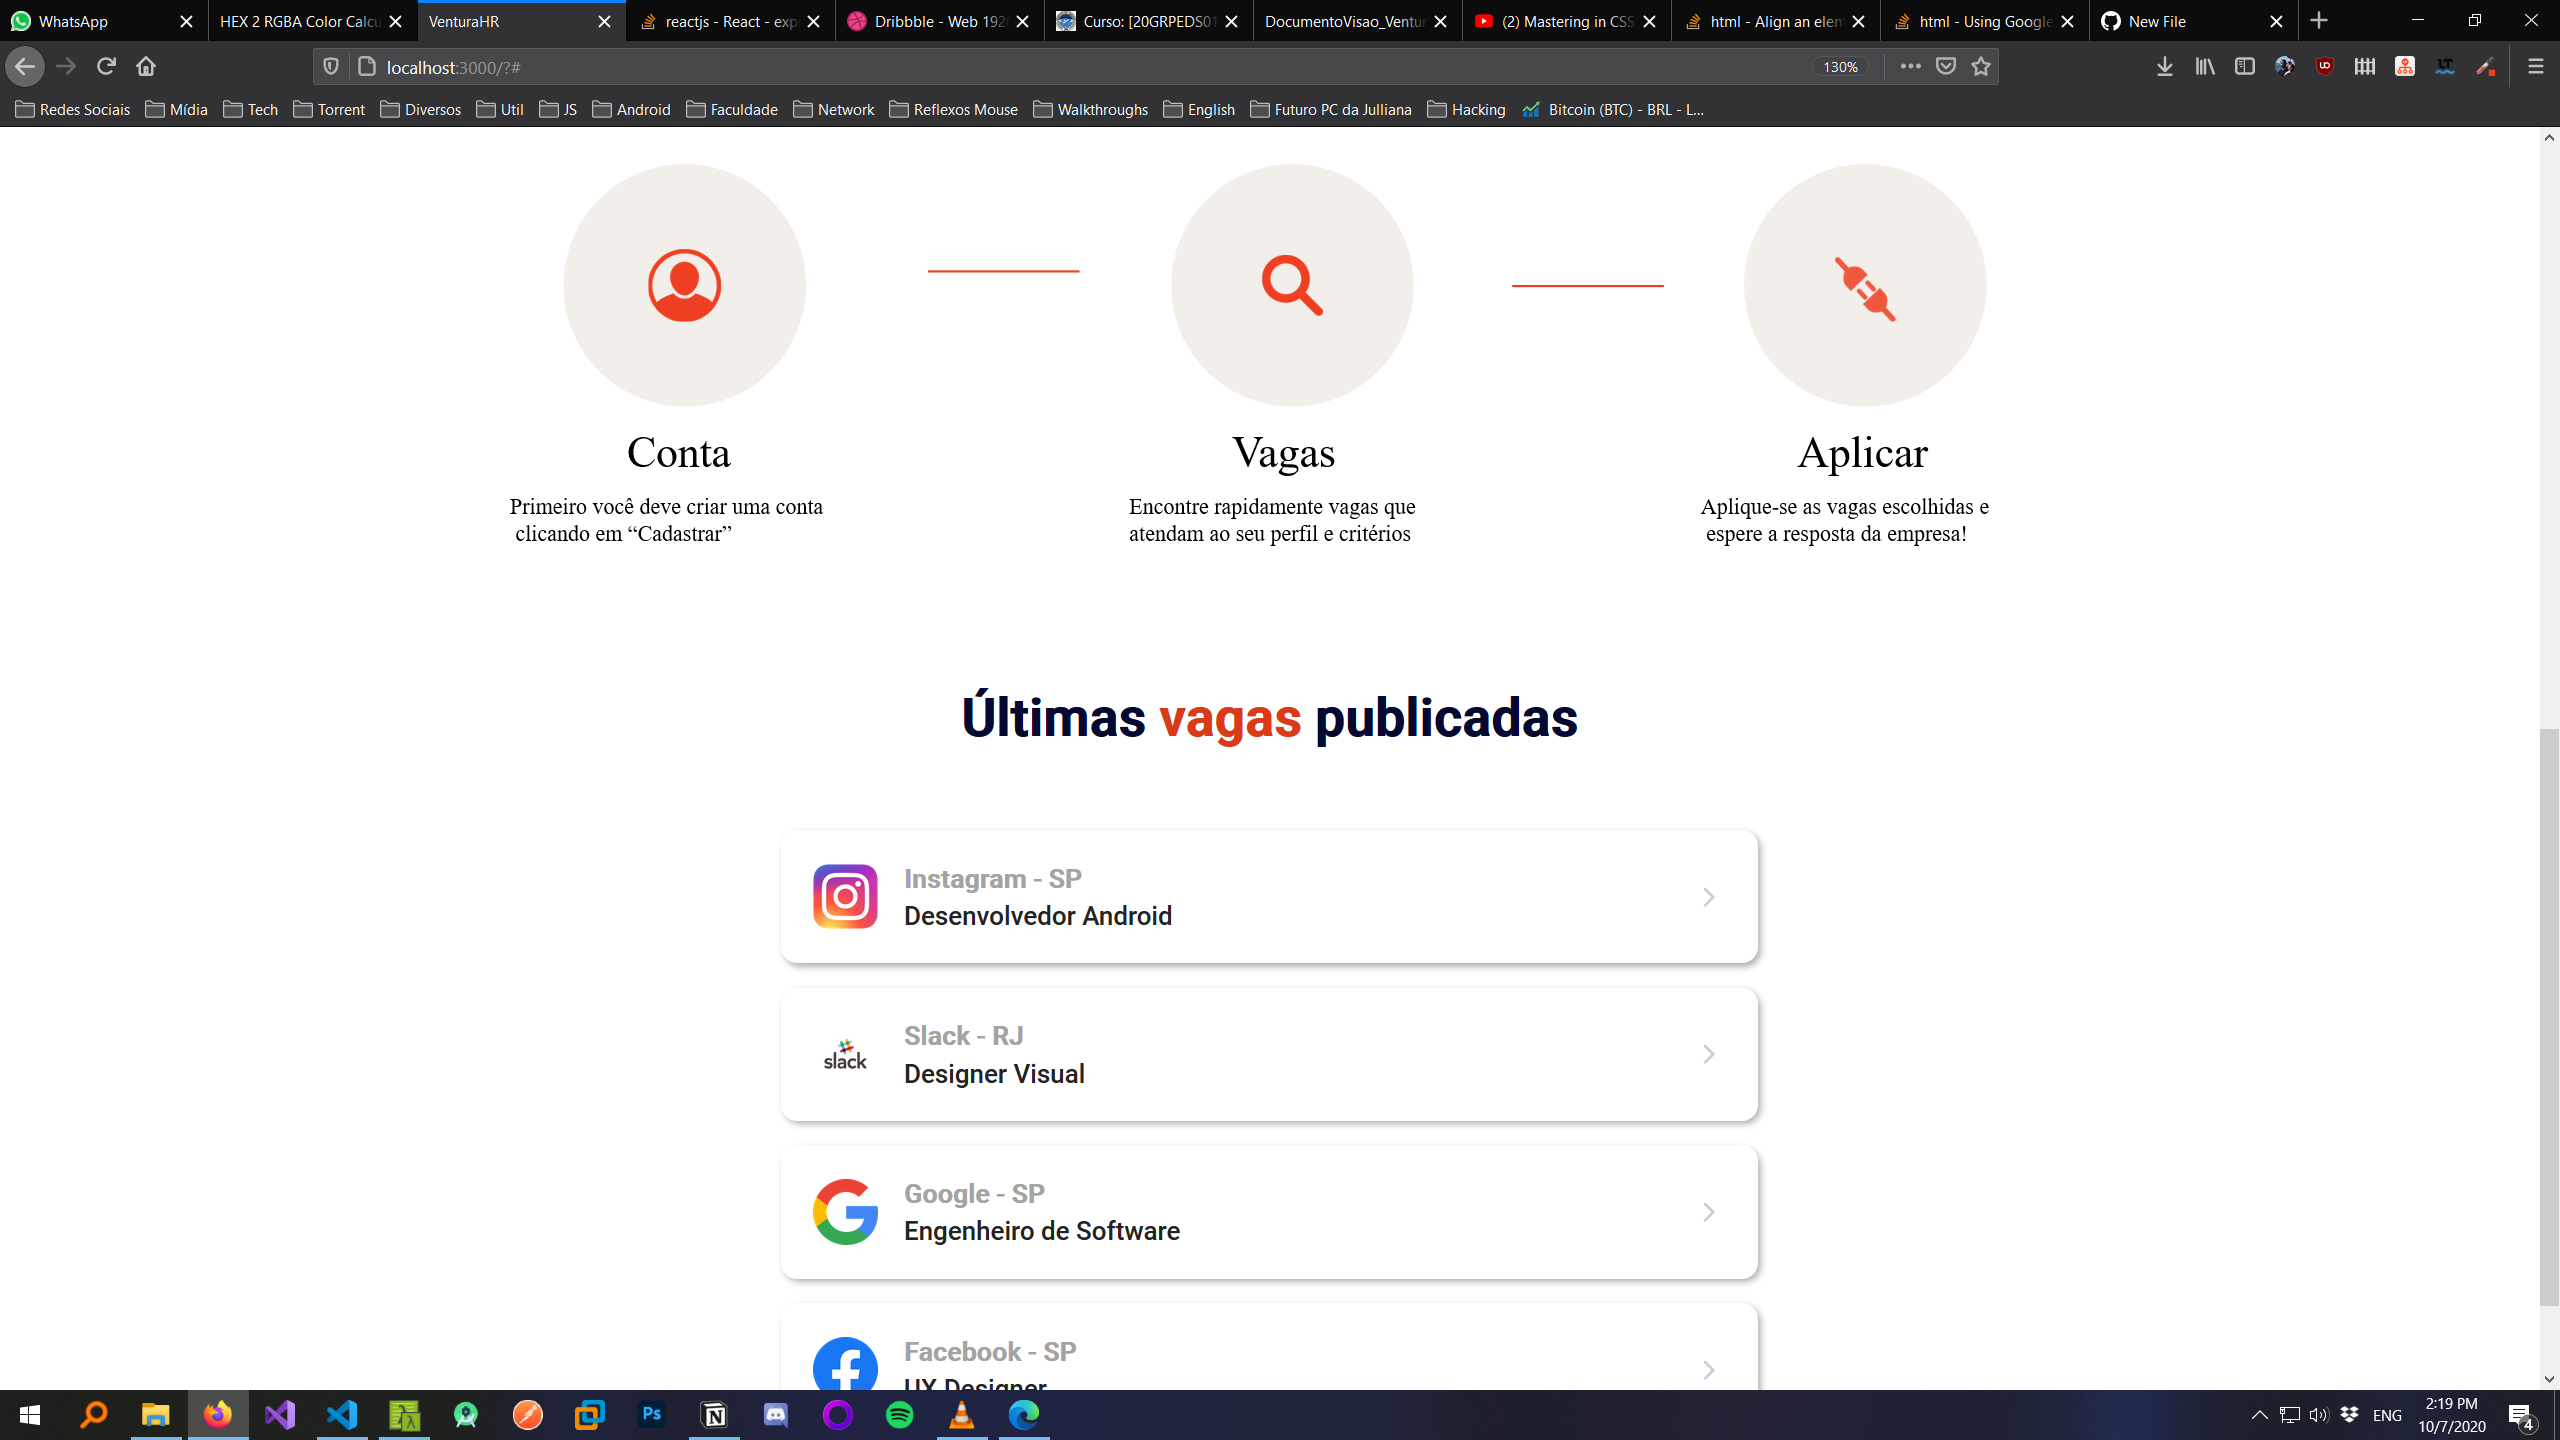 WhatsApp
HEX 2 RGBA Color Calcu
VenturaHR
reactjs - React - exp
Dribbble - Web 192
Curso: [20GRPEDS01
DocumentoVisao_Ventur
(2) Mastering in CSS
html - Align an elem
html - Using Google
New File
localhost:3000/?#
130%
Redes Sociais
Mídia
Tech
Torrent
Diversos
Util
JS
Android
Faculdade
Network
Reflexos Mouse
Walkthroughs
English
Futuro PC da Julliana
Hacking
Bitcoin (BTC) - BRL - L...
Conta
Vagas
Aplicar
Primeiro você deve criar uma conta
clicando em “Cadastrar”
Encontre rapidamente vagas que
atendam ao seu perfil e critérios
Aplique-se as vagas escolhidas e
espere a resposta da empresa!
Últimas vagas publicadas
Instagram - SP
Desenvolvedor Android
slack
Slack - RJ
Designer Visual
Google - SP
Engenheiro de Software
Facebook - SP
UX Designer
Ps
ENG
2:19 PM
10/7/2020
4